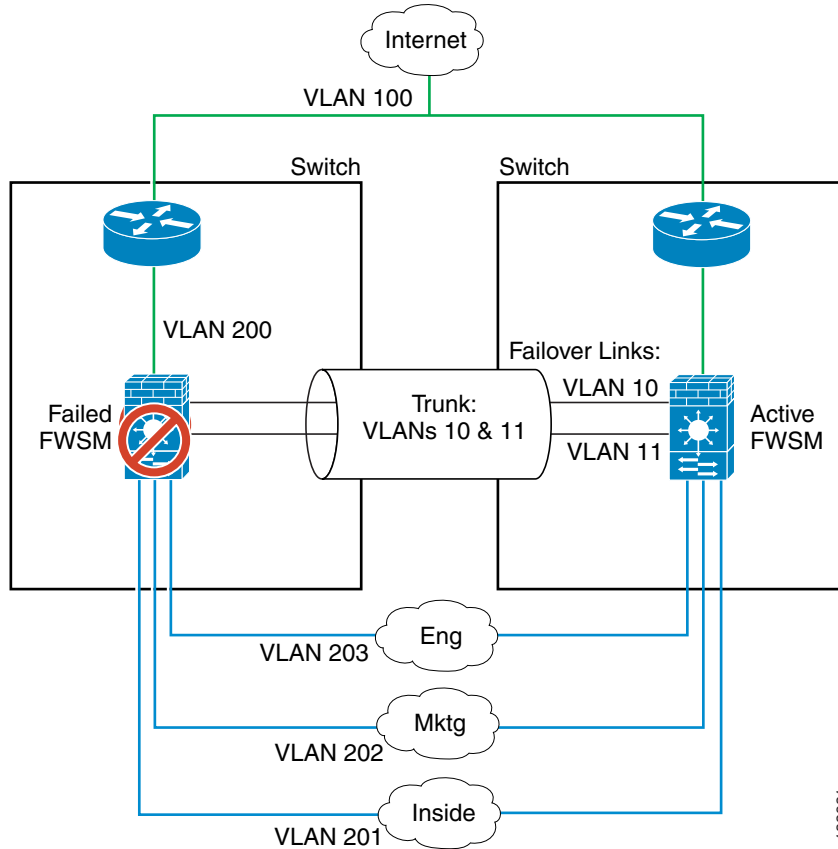 Internet
VLAN 100
Switch
Switch
VLAN 200
Failover Links:
VLAN 10
Trunk:
VLANs 10 & 11
Failed
FWSM
Active
FWSM
VLAN 11
Eng
VLAN 203
Mktg
VLAN 202
Inside
VLAN 201